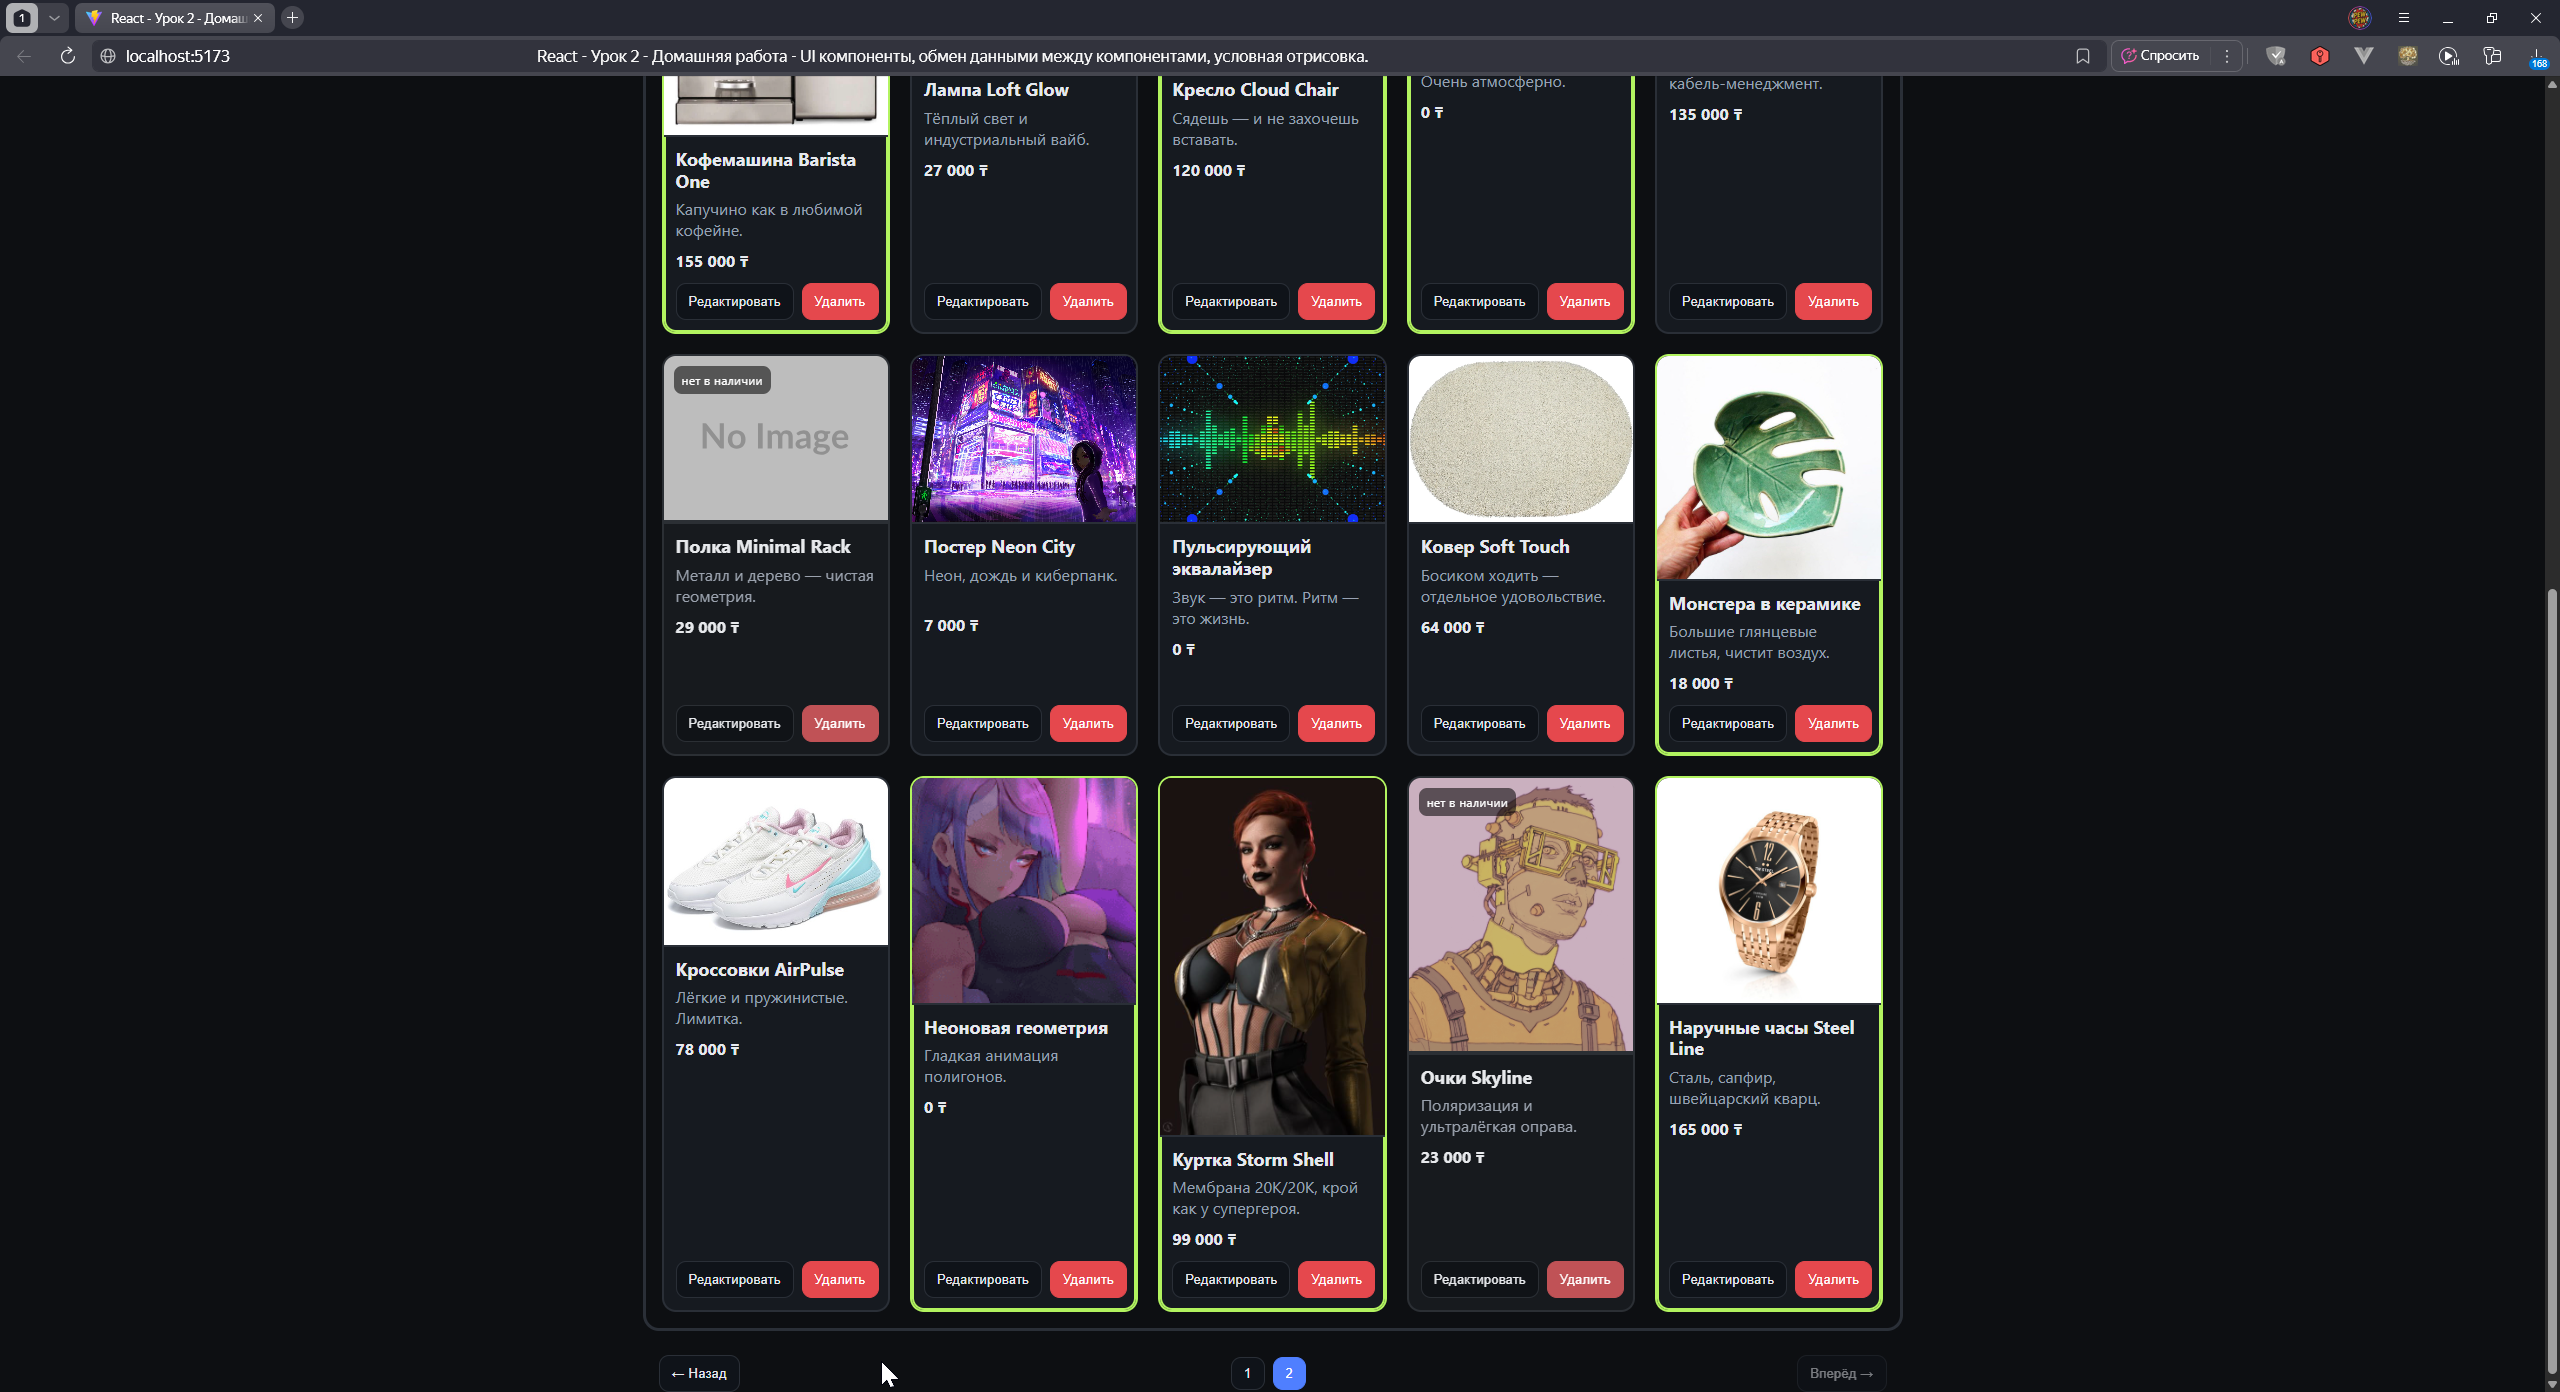 1
React - Урок 2 - Домаш
localhost:5173
React - Урок 2 - Домашняя работа - UI компоненты, обмен данными между компонентами, условная отрисовка.
Спросить
168
Кофемашина Barista
One
Капучино как в любимой
кофейне.
155 000 ₸
Редактировать
Удалить
Лампа Loft Glow
Тёплый свет и
индустриальный вайб.
27 000 ₸
Редактировать
Удалить
Кресло Cloud Chair
Сядешь — и не захочешь
вставать.
120 000 ₸
Редактировать
Удалить
Очень атмосферно.
0 ₸
Редактировать
Удалить
кабель-менеджмент.
135 000 ₸
Редактировать
Удалить
нет в наличии
No Image
Полка Minimal Rack
Металл и дерево — чистая
геометрия.
29 000 ₸
Редактировать
Удалить
Постер Neon City
Неон, дождь и киберпанк.
7 000 ₸
Редактировать
Удалить
Пульсирующий
эквалайзер
Звук — это ритм. Ритм —
это жизнь.
0 ₸
Редактировать
Удалить
Ковер Soft Touch
Босиком ходить —
отдельное удовольствие.
64 000 ₸
Редактировать
Удалить
Монстера в керамике
Большие глянцевые
листья, чистит воздух.
18 000 ₸
Редактировать
Удалить
Кроссовки AirPulse
Лёгкие и пружинистые.
Лимитка.
78 000 ₸
Редактировать
Удалить
Неоновая геометрия
Гладкая анимация
полигонов.
0 ₸
Редактировать
Удалить
Куртка Storm Shell
Мембрана 20K/20K, крой
как у супергероя.
99 000 ₸
Редактировать
Удалить
нет в наличии
Очки Skyline
Поляризация и
ультралёгкая оправа.
23 000 ₸
Редактировать
Удалить
12
6
Наручные часы Steel
Line
Сталь, сапфир,
швейцарский кварц.
165 000 ₸
Редактировать
Удалить
← Назад
1
2
Вперёд →